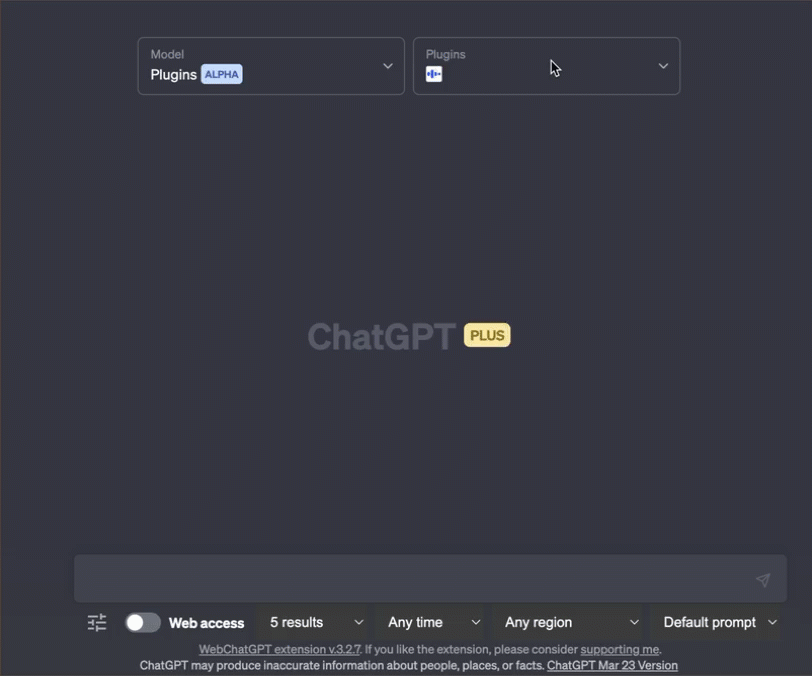 Model
Plugins ALPHA
Plugins
ChatGPT PLUS
Web access
5 results
Any time
Any region
Default prompt
WebChatGPT extension v.3.2.7. If you like the extension, please consider supporting me.
ChatGPT may produce inaccurate information about people, places, or facts. ChatGPT Mar 23 Version